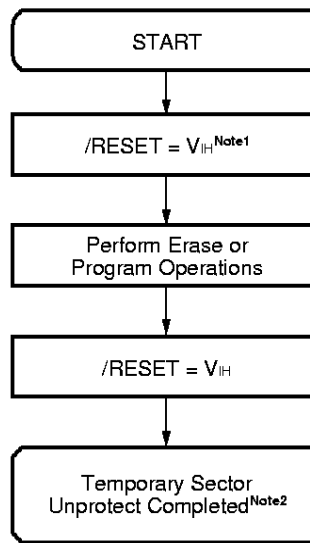 START
/RESET = VIH Note1
Perform Erase or
Program Operations
/RESET = VIH
Temporary Sector
Unprotect Completed Note2